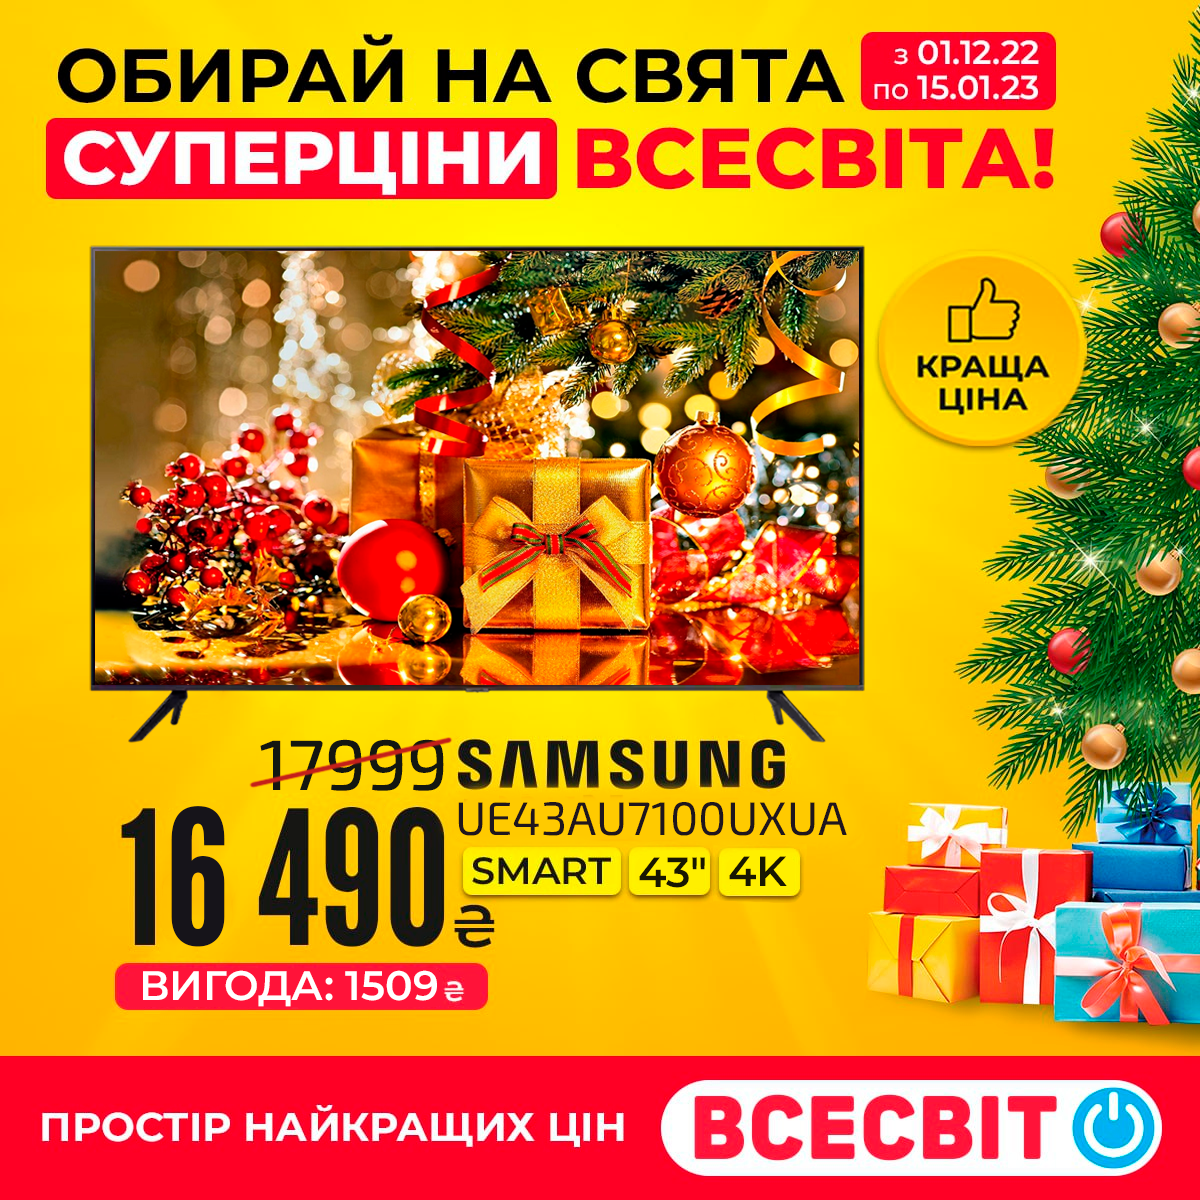 ОБИРАЙ НА СВЯТА
з 01.12.22
по 15.01.23
СУПЕРЦІНИ ВСЕСВІТА!
КРАЩА
ЦІНА
17999
SAMSUNG
16 490 ₴
UE43AU7100UXUA
SMART 43" 4K
ВИГОДА: 1509 ₴
ПРОСТІР НАЙКРАЩИХ ЦІН
ВСЕСВІТ